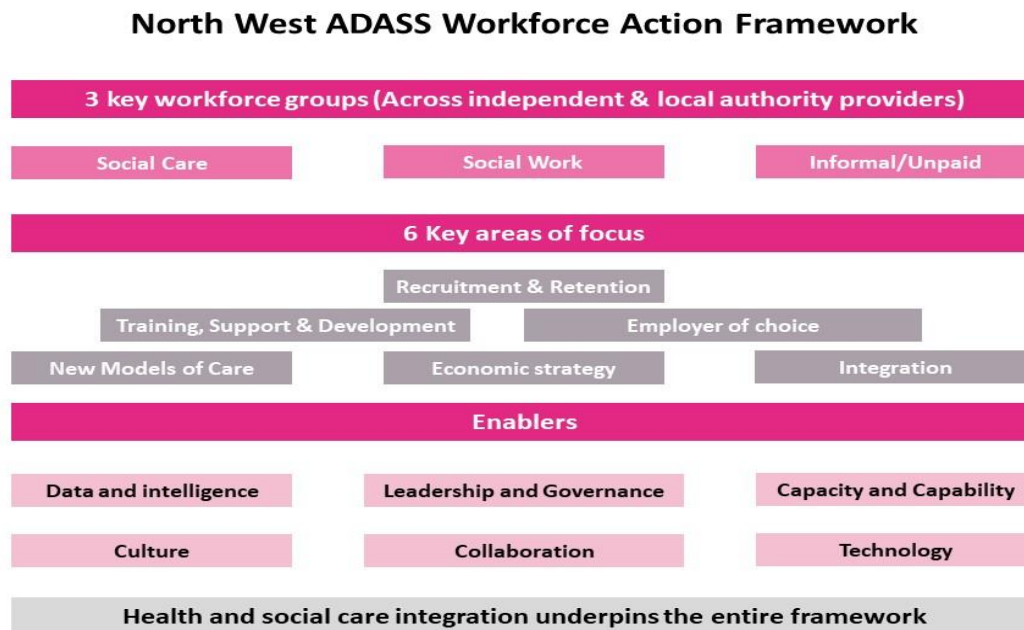 North West ADASS Workforce Action Framework
3 key workforce groups (Across independent & local authority providers)
Social Care
Social Work
Informal/Unpaid
6 Key areas of focus
Recruitment & Retention
Training, Support & Development
Employer of choice
New Models of Care
Economic strategy
Integration
Enablers
Data and intelligence
Leadership and Governance
Capacity and Capability
Culture
Collaboration
Technology
Health and social care integration underpins the entire framework